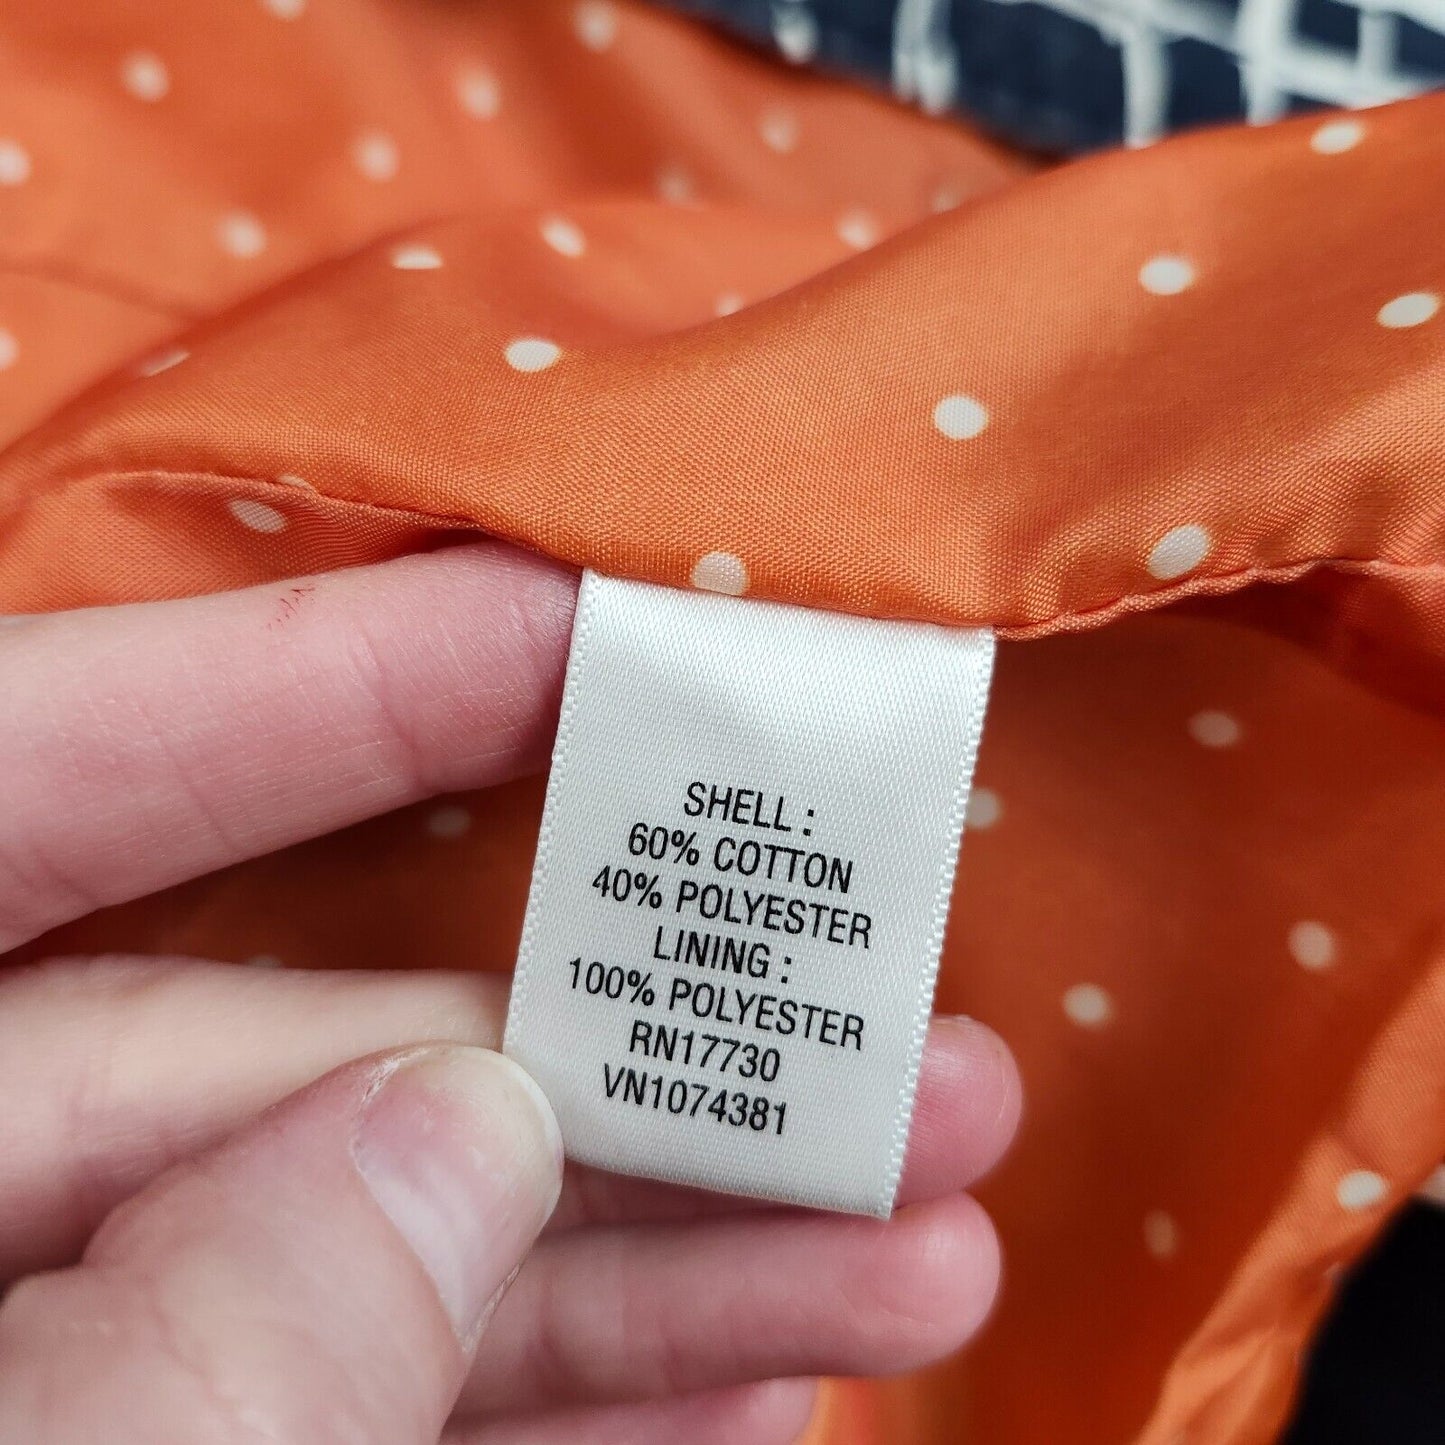 SHELL :
60% COTTON
40% POLYESTER
LINING :
100% POLYESTER
RN17730
VN1074381